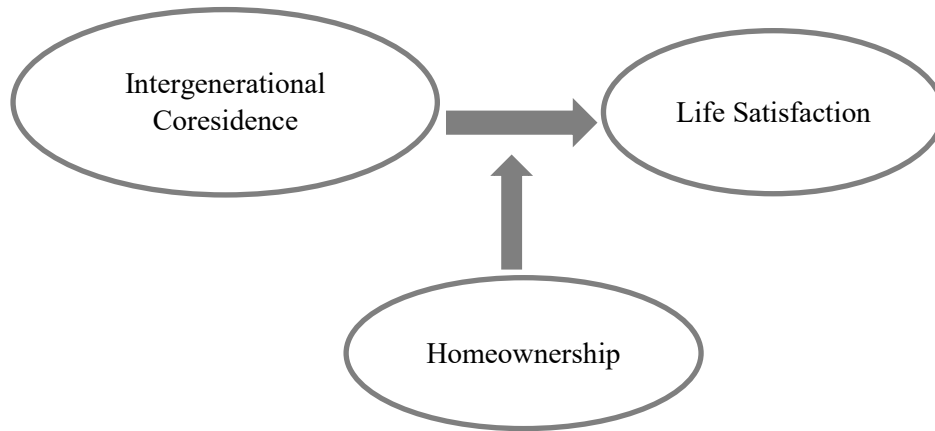 Intergenerational
Coresidence
Life Satisfaction
Homeownership